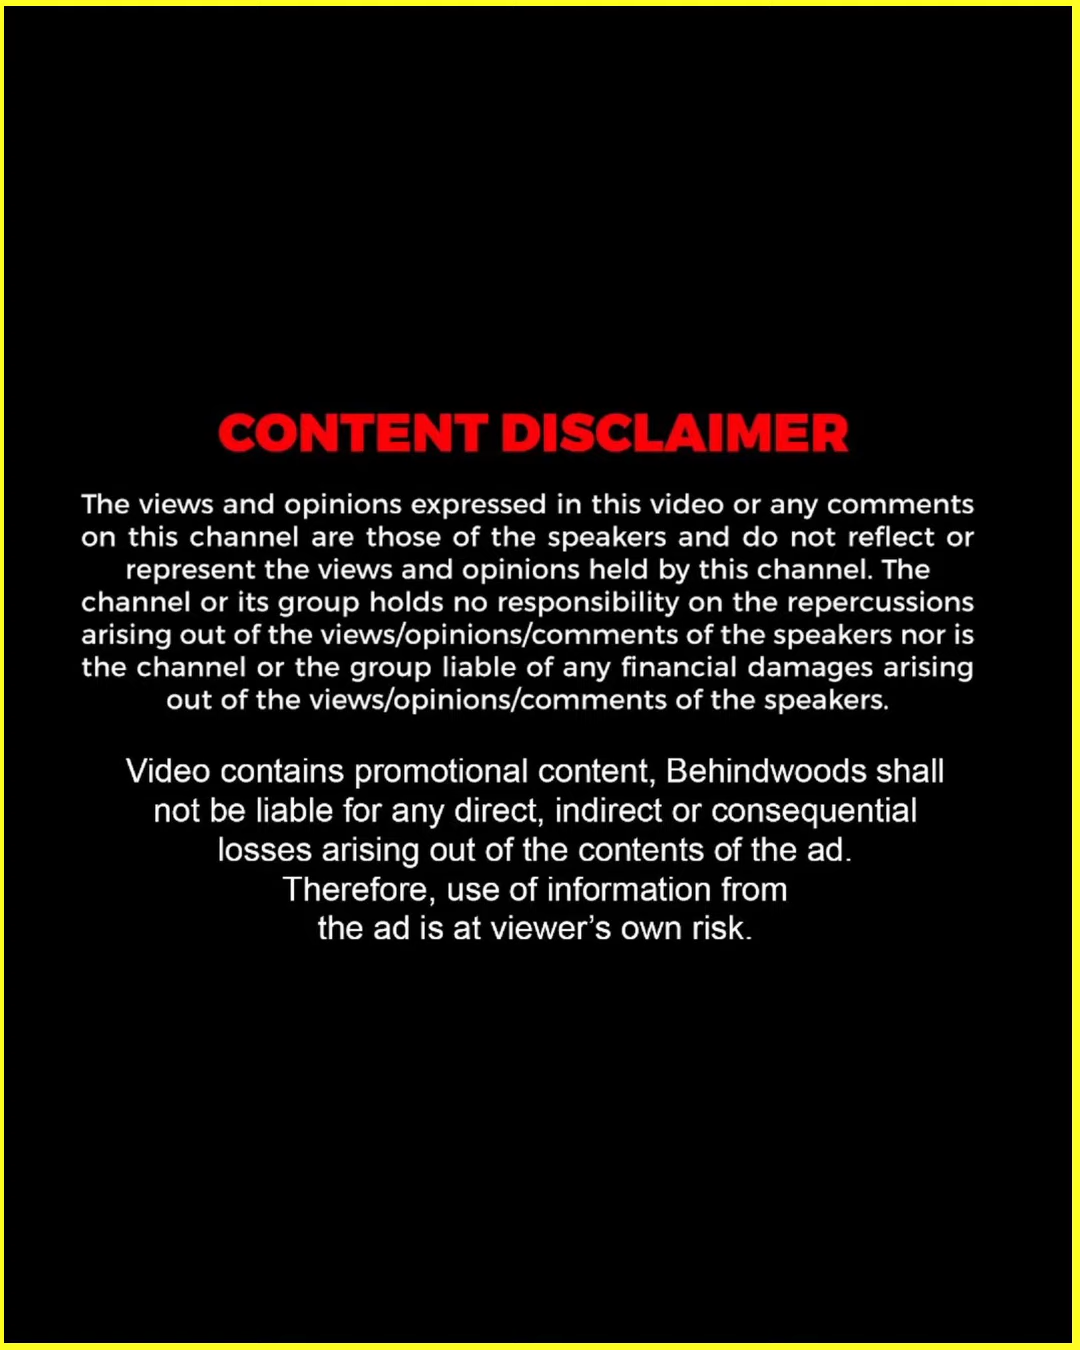 CONTENT DISCLAIMER
The views and opinions expressed in this video or any comments
on this channel are those of the speakers and do not reflect or
represent the views and opinions held by this channel. The
channel or its group holds no responsibility on the repercussions
arising out of the views/opinions/comments of the speakers nor is
the channel or the group liable of any financial damages arising
out of the views/opinions/comments of the speakers.
Video contains promotional content, Behindwoods shall
not be liable for any direct, indirect or consequential
losses arising out of the contents of the ad.
Therefore, use of information from
the ad is at viewer’s own risk.